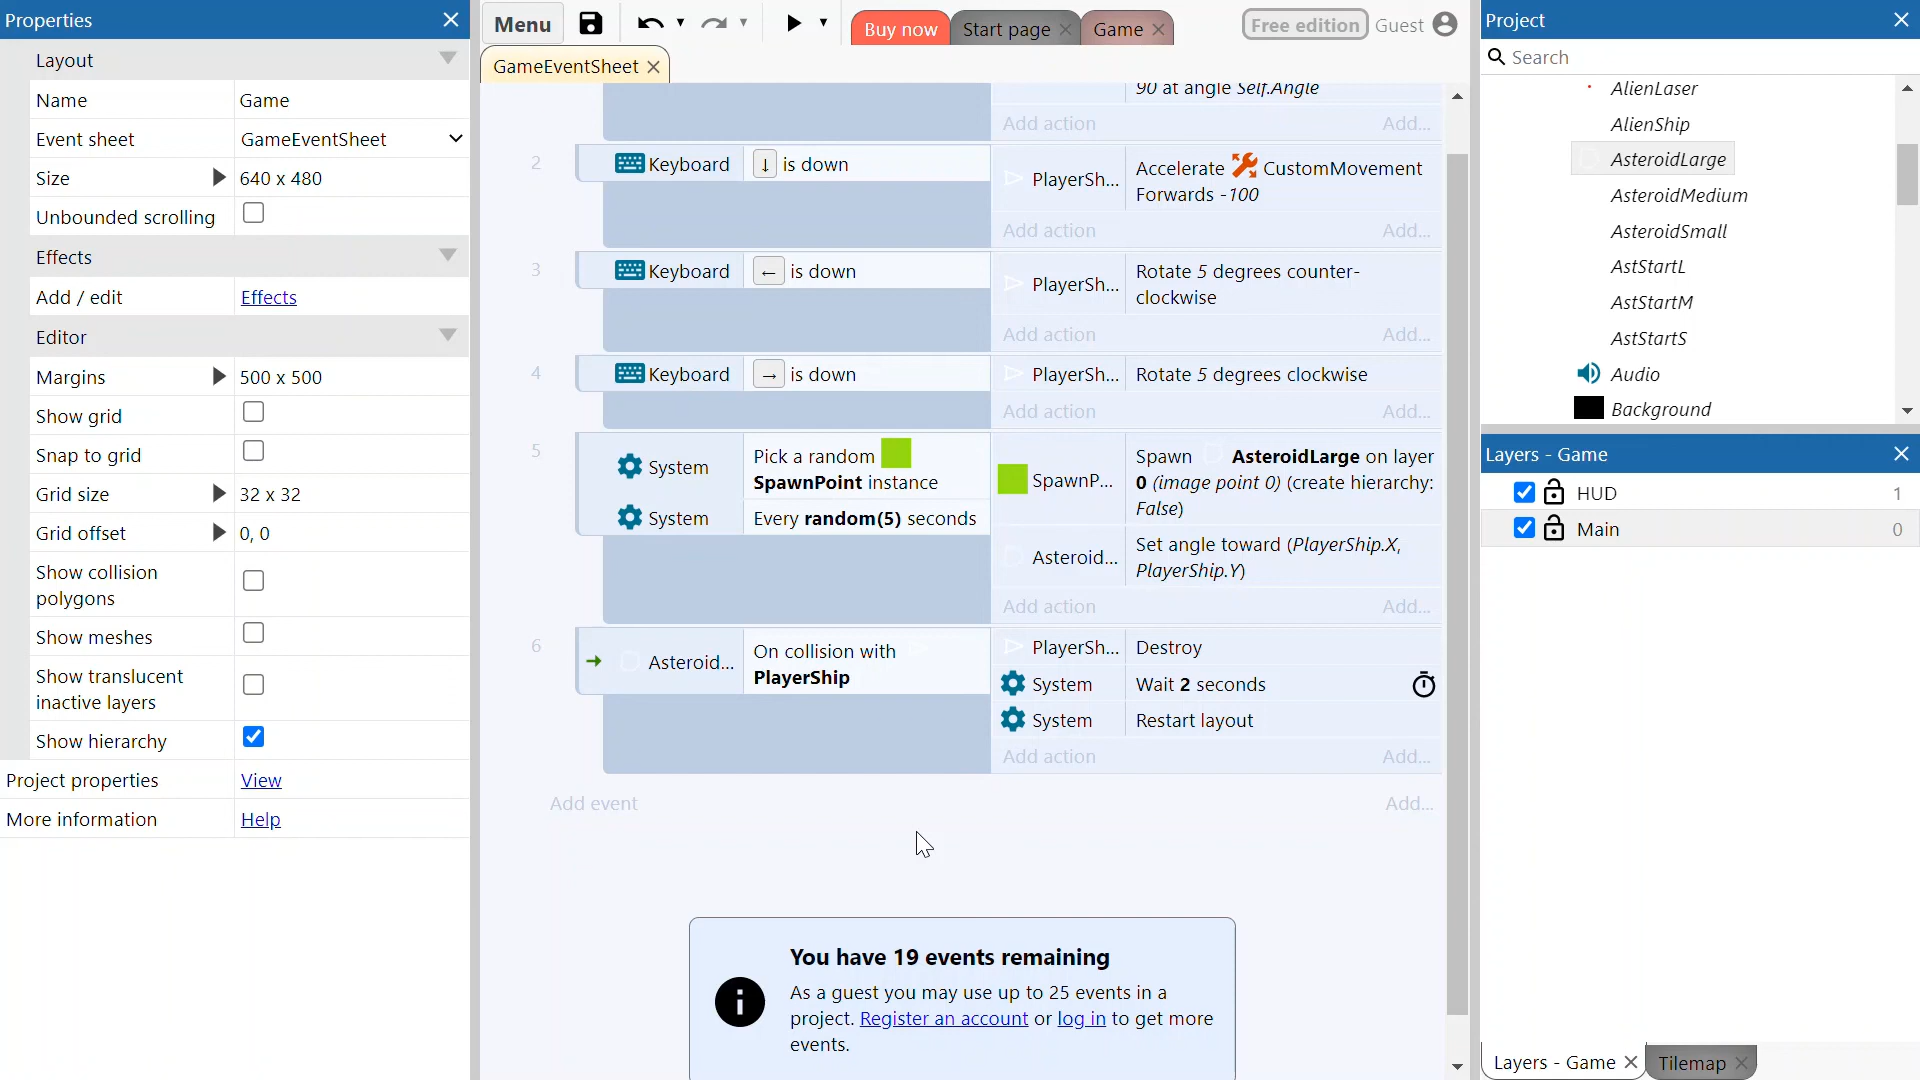 Properties
Layout
Name
Game
Event sheet
GameEventSheet
Size
640 x 480
Unbounded scrolling
Effects
Add / edit
Effects
Editor
Margins
500 x 500
Show grid
Snap to grid
Grid size
32 x 32
Grid offset
0, 0
Show collision
polygons
Show meshes
Show translucent
inactive layers
Show hierarchy
Project properties
View
More information
Help
Menu
Buy now
Start page
Game
Free edition
Guest
GameEventSheet
90 at angle Self.Angle
Add action
Add...
2
Keyboard
↓ is down
PlayerSh...
Accelerate CustomMovement
Forwards -100
Add action
Add...
3
Keyboard
← is down
PlayerSh...
Rotate 5 degrees counter-
clockwise
Add action
Add...
4
Keyboard
→ is down
PlayerSh...
Rotate 5 degrees clockwise
Add action
Add...
5
System
Pick a random
SpawnPoint instance
System
Every random(5) seconds
SpawnP...
Spawn AsteroidLarge on layer
0 (image point 0) (create hierarchy:
False)
Asteroid...
Set angle toward (PlayerShip.X,
PlayerShip.Y)
Add action
Add...
6
Asteroid...
On collision with
PlayerShip
PlayerSh...
Destroy
System
Wait 2 seconds
System
Restart layout
Add action
Add...
Add event
Add...
You have 19 events remaining
As a guest you may use up to 25 events in a
project. Register an account or log in to get more
events.
Project
Search
AlienLaser
AlienShip
AsteroidLarge
AsteroidMedium
AsteroidSmall
AstStartL
AstStartM
AstStartS
Audio
Background
Layers - Game
HUD
1
Main
0
Layers - Game
Tilemap